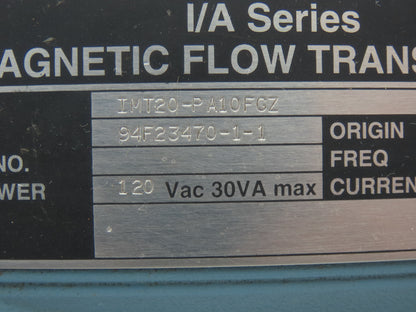 I/A Series
AGNETIC FLOW TRANS
IMT20-PA10FGZ
94F23470-1-1 ORIGIN
NO. FREQ
WER 120 Vac 30VA max CURREN